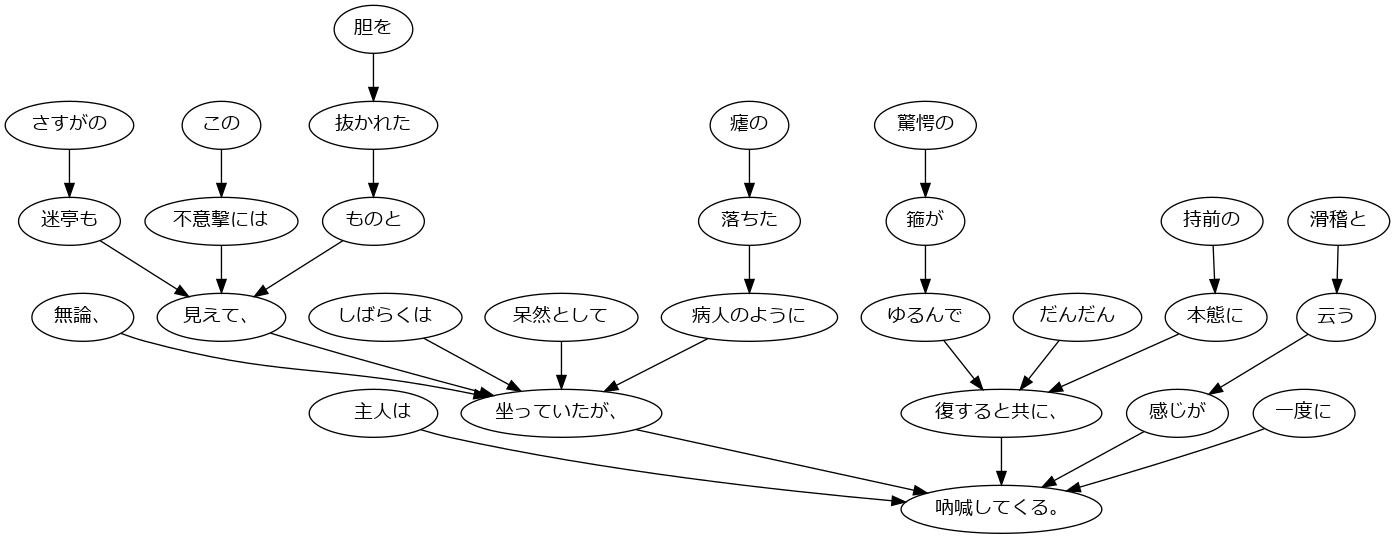 胆を
さすがの
この
抜かれた
瘧の
驚愕の
迷亭も
不意撃には
ものと
落ちた
箍が
持前の
滑稽と
無論、
見えて、
しばらくは
呆然として
病人のように
ゆるんで
だんだん
本態に
云う
主人は
坐っていたが、
復すると共に、
感じが
一度に
吶喊してくる。